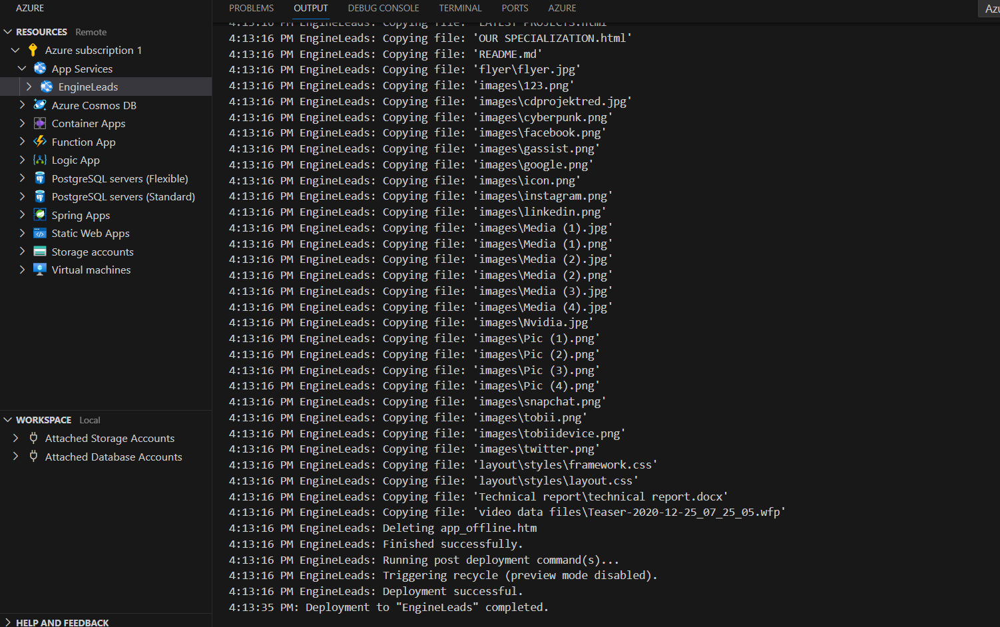 AZURE
RESOURCES Remote
Azure subscription 1
App Services
EngineLeads
Azure Cosmos DB
Container Apps
Function App
Logic App
PostgreSQL servers (Flexible)
PostgreSQL servers (Standard)
Spring Apps
Static Web Apps
Storage accounts
Virtual machines
WORKSPACE Local
Attached Storage Accounts
Attached Database Accounts
HELP AND FEEDBACK
PROBLEMS OUTPUT DEBUG CONSOLE TERMINAL PORTS AZURE
4:13:16 PM EngineLeads: Copying file: 'LATEST PROJECTS.html'
4:13:16 PM EngineLeads: Copying file: 'OUR SPECIALIZATION.html'
4:13:16 PM EngineLeads: Copying file: 'README.md'
4:13:16 PM EngineLeads: Copying file: 'flyer\flyer.jpg'
4:13:16 PM EngineLeads: Copying file: 'images\123.png'
4:13:16 PM EngineLeads: Copying file: 'images\cdprojektred.jpg'
4:13:16 PM EngineLeads: Copying file: 'images\cyberpunk.png'
4:13:16 PM EngineLeads: Copying file: 'images\facebook.png'
4:13:16 PM EngineLeads: Copying file: 'images\gassist.png'
4:13:16 PM EngineLeads: Copying file: 'images\google.png'
4:13:16 PM EngineLeads: Copying file: 'images\icon.png'
4:13:16 PM EngineLeads: Copying file: 'images\instagram.png'
4:13:16 PM EngineLeads: Copying file: 'images\linkedin.png'
4:13:16 PM EngineLeads: Copying file: 'images\Media (1).jpg'
4:13:16 PM EngineLeads: Copying file: 'images\Media (1).png'
4:13:16 PM EngineLeads: Copying file: 'images\Media (2).jpg'
4:13:16 PM EngineLeads: Copying file: 'images\Media (2).png'
4:13:16 PM EngineLeads: Copying file: 'images\Media (3).jpg'
4:13:16 PM EngineLeads: Copying file: 'images\Media (4).jpg'
4:13:16 PM EngineLeads: Copying file: 'images\Nvidia.jpg'
4:13:16 PM EngineLeads: Copying file: 'images\Pic (1).png'
4:13:16 PM EngineLeads: Copying file: 'images\Pic (2).png'
4:13:16 PM EngineLeads: Copying file: 'images\Pic (3).png'
4:13:16 PM EngineLeads: Copying file: 'images\Pic (4).png'
4:13:16 PM EngineLeads: Copying file: 'images\snapchat.png'
4:13:16 PM EngineLeads: Copying file: 'images\tobii.png'
4:13:16 PM EngineLeads: Copying file: 'images\tobiidevice.png'
4:13:16 PM EngineLeads: Copying file: 'images\twitter.png'
4:13:16 PM EngineLeads: Copying file: 'layout\styles\framework.css'
4:13:16 PM EngineLeads: Copying file: 'layout\styles\layout.css'
4:13:16 PM EngineLeads: Copying file: 'Technical report\technical report.docx'
4:13:16 PM EngineLeads: Copying file: 'video data files\Teaser-2020-12-25_07_25_05.wfp'
4:13:16 PM EngineLeads: Deleting app_offline.htm
4:13:16 PM EngineLeads: Finished successfully.
4:13:16 PM EngineLeads: Running post deployment command(s)...
4:13:16 PM EngineLeads: Triggering recycle (preview mode disabled).
4:13:16 PM EngineLeads: Deployment successful.
4:13:35 PM: Deployment to "EngineLeads" completed.